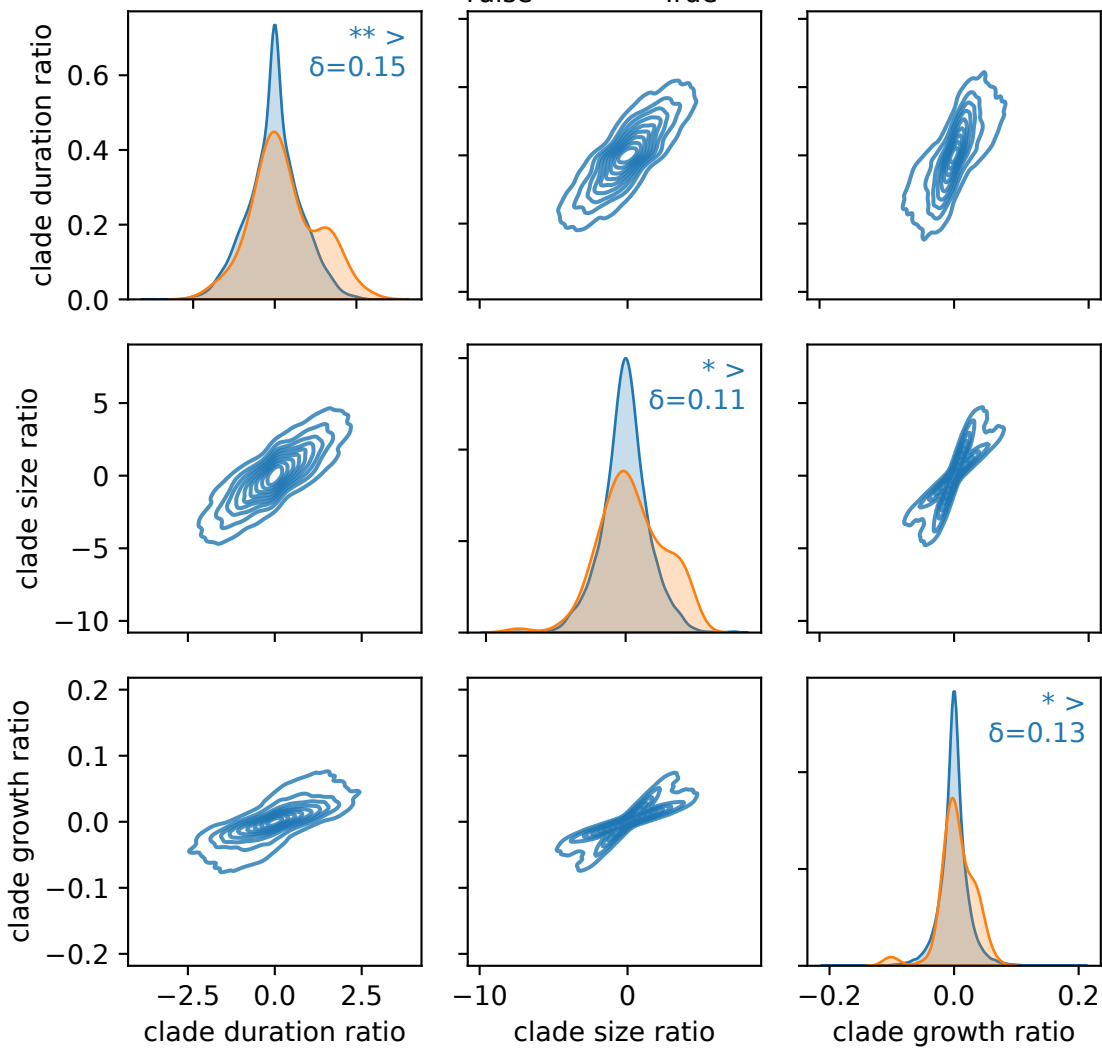 False True
clade duration ratio
0.6
0.4
0.2
0.0
** >
δ=0.15
clade size ratio
5
0
−5
−10
* >
δ=0.11
clade growth ratio
0.2
0.1
0.0
−0.1
−0.2
* >
δ=0.13
−2.5 0.0 2.5
−10 0
−0.2 0.0 0.2
clade duration ratio
clade size ratio
clade growth ratio